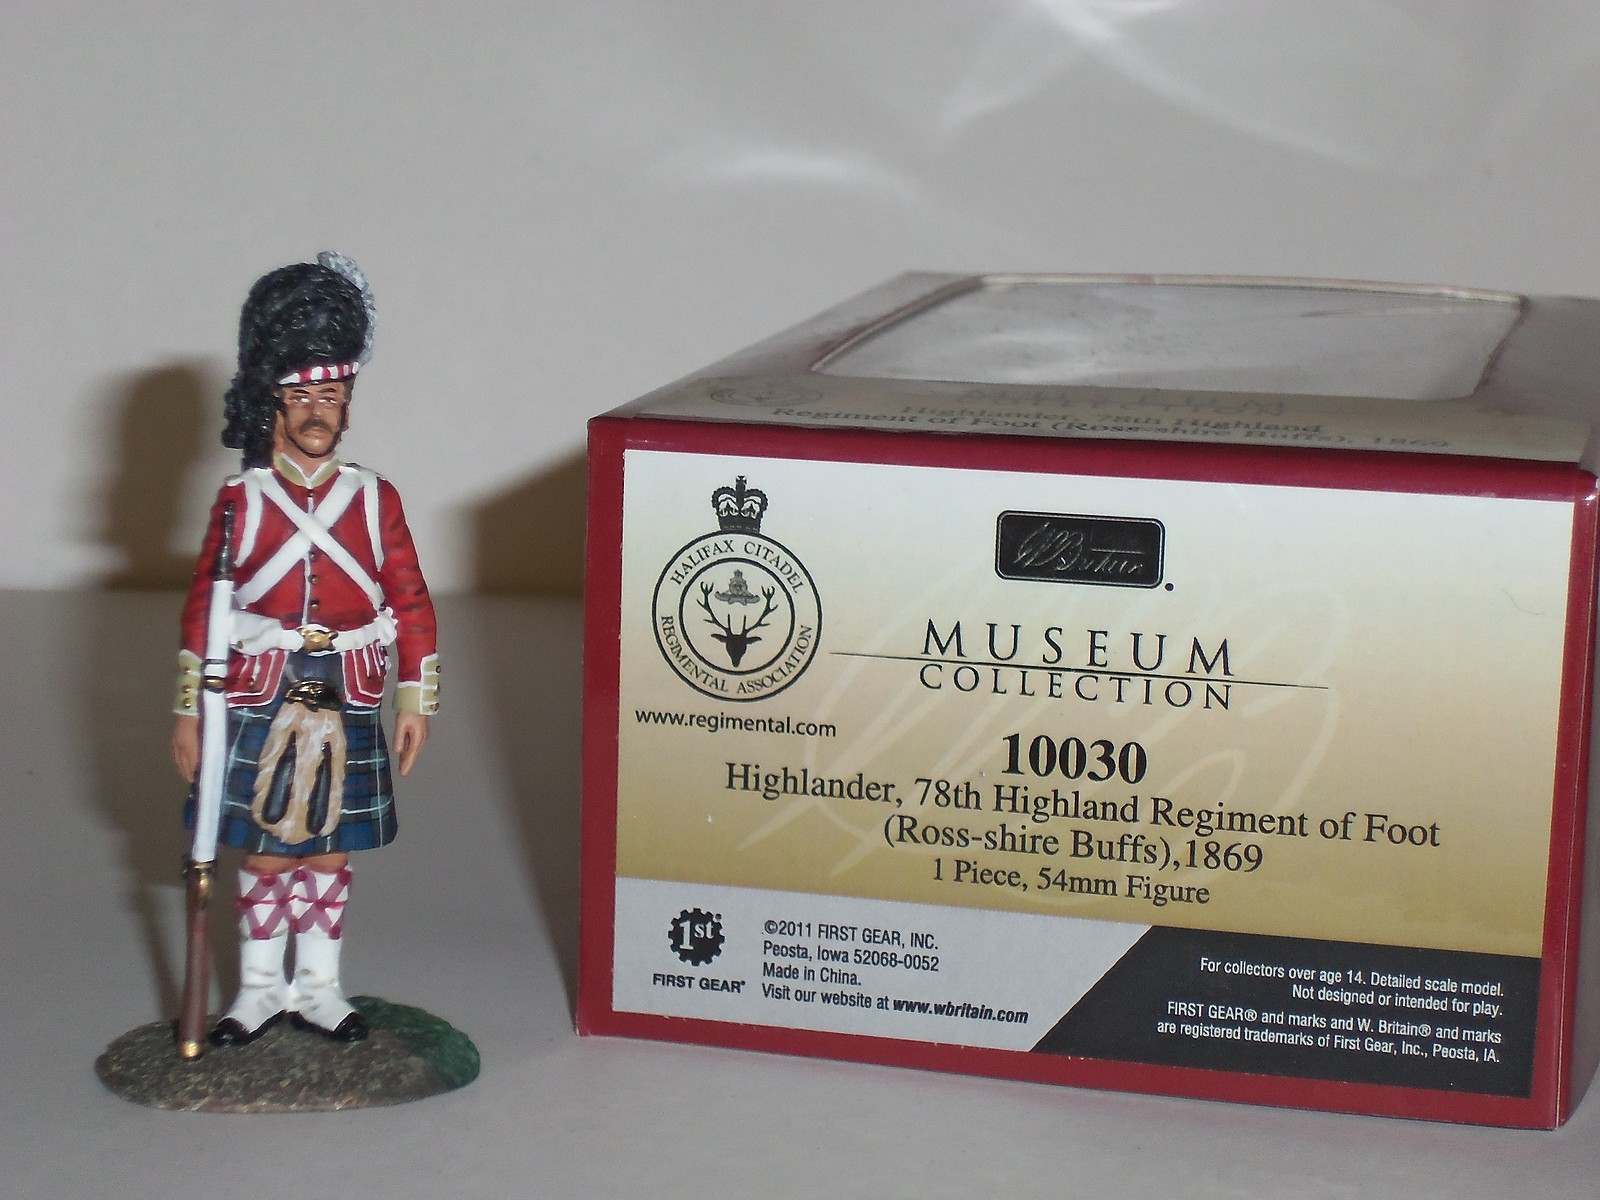 Highlander, 78th Highland
Regiment of Foot (Ross-shire Buffs), 1869
HALIFAX CITADEL
REGIMENTAL ASSOCIATION
www.regimental.com
W Britain
MUSEUM
COLLECTION
10030
Highlander, 78th Highland Regiment of Foot
(Ross-shire Buffs),1869
1 Piece, 54mm Figure
1st
FIRST GEAR®
©2011 FIRST GEAR, INC.
Peosta, Iowa 52068-0052
Made in China.
Visit our website at www.wbritain.com
For collectors over age 14. Detailed scale model.
Not designed or intended for play.
FIRST GEAR® and marks and W. Britain® and marks
are registered trademarks of First Gear, Inc., Peosta, IA.